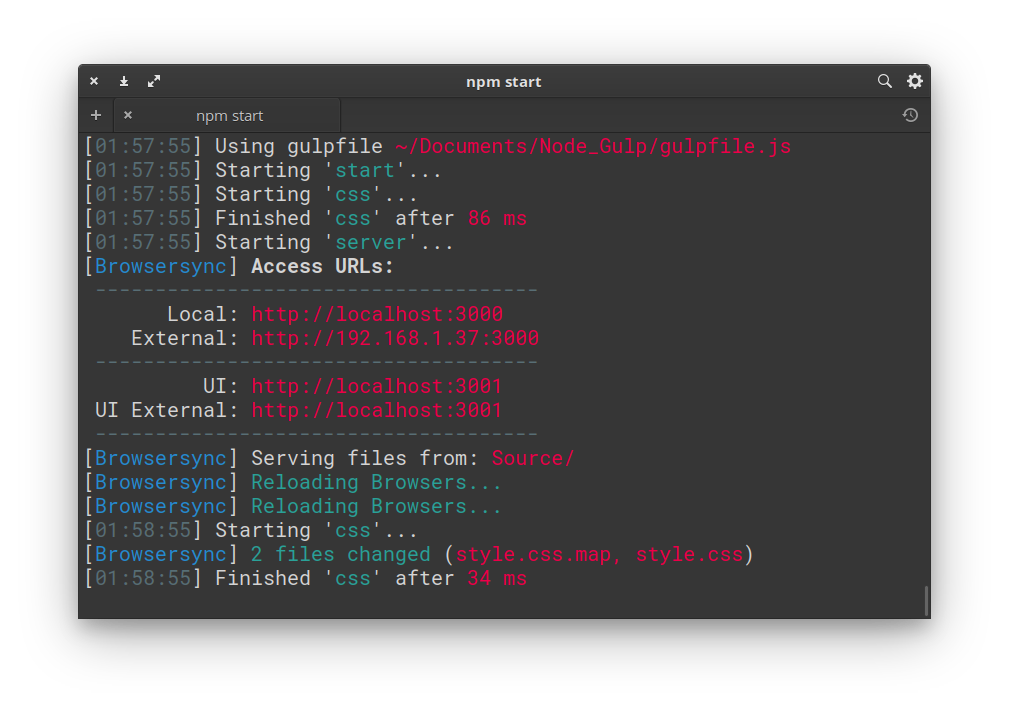 npm start
npm start
[01:57:55] Using gulpfile ~/Documents/Node_Gulp/gulpfile.js
[01:57:55] Starting 'start'...
[01:57:55] Starting 'css'...
[01:57:55] Finished 'css' after 86 ms
[01:57:55] Starting 'server'...
[Browsersync] Access URLs:
-------------------------------------
Local: http://localhost:3000
External: http://192.168.1.37:3000
-------------------------------------
UI: http://localhost:3001
UI External: http://localhost:3001
-------------------------------------
[Browsersync] Serving files from: Source/
[Browsersync] Reloading Browsers...
[Browsersync] Reloading Browsers...
[01:58:55] Starting 'css'...
[Browsersync] 2 files changed (style.css.map, style.css)
[01:58:55] Finished 'css' after 34 ms